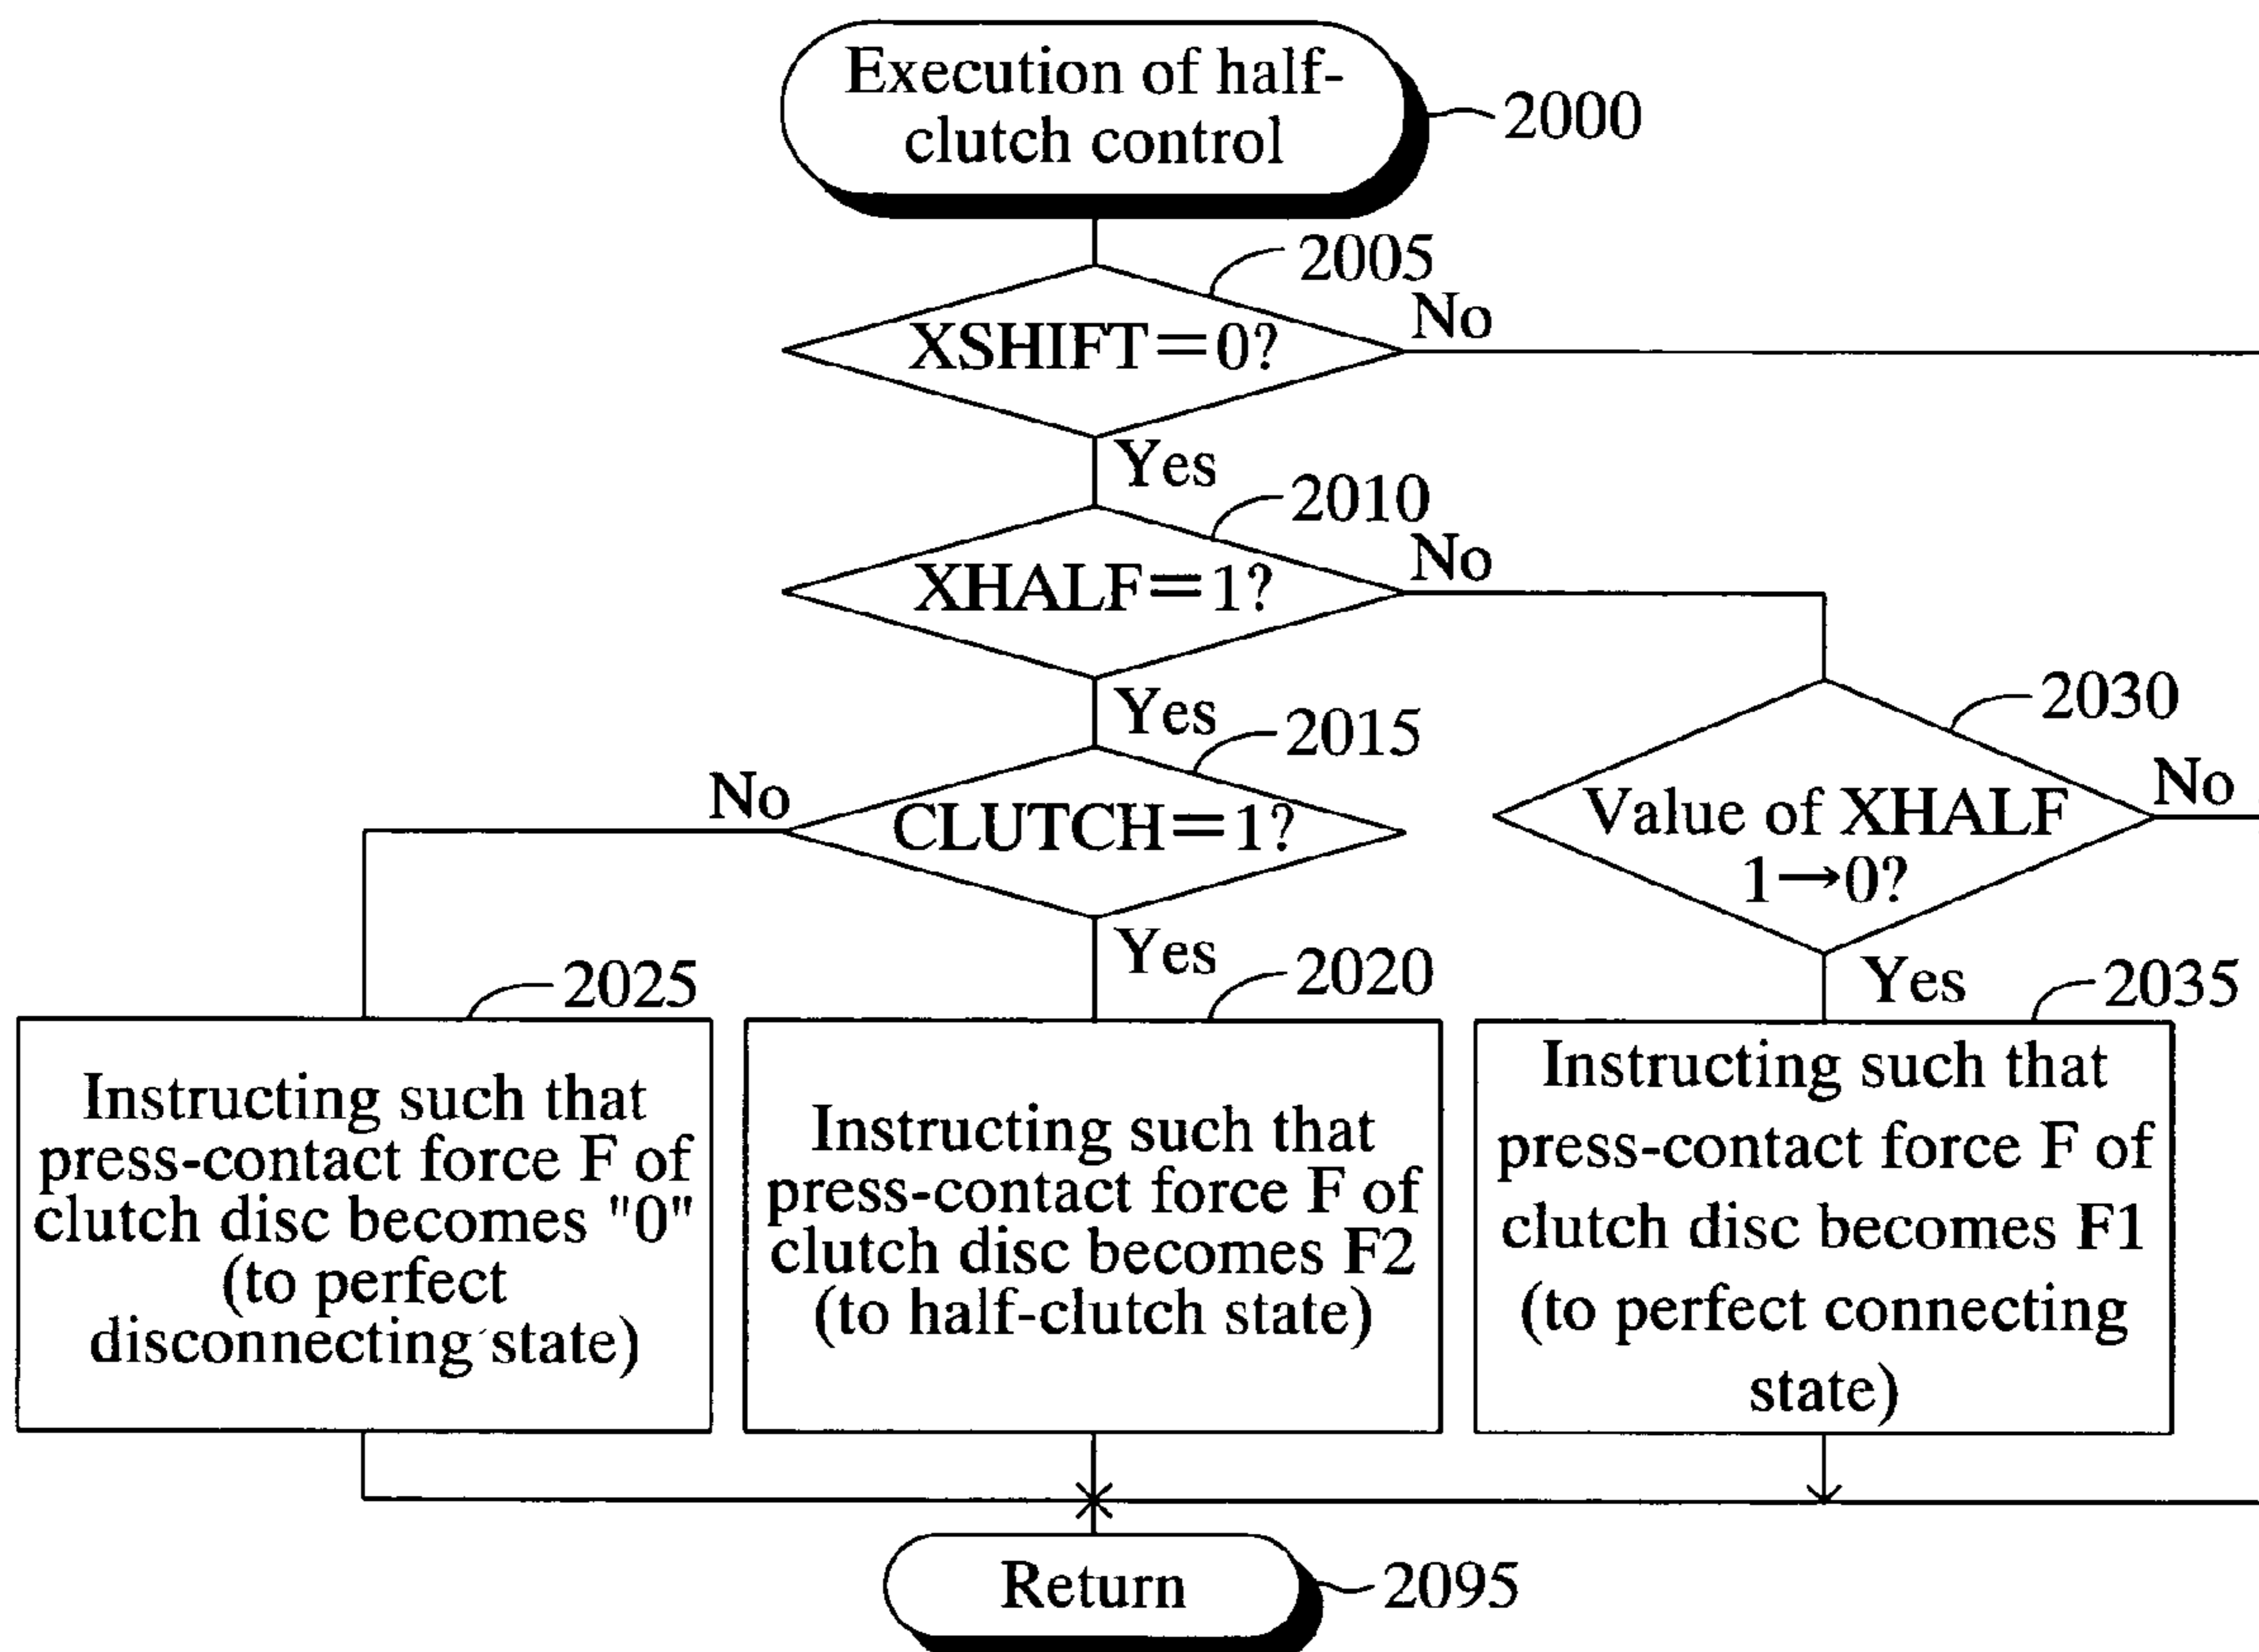 Execution of half-
clutch control
2000
2005
XSHIFT=0?
No
Yes
2010
XHALF=1?
No
Yes
2015
CLUTCH=1?
No
Yes
2030
Value of XHALF
1→0?
No
Yes
2025
Instructing such that
press-contact force F of
clutch disc becomes "0"
(to perfect
disconnecting state)
2020
Instructing such that
press-contact force F of
clutch disc becomes F2
(to half-clutch state)
2035
Instructing such that
press-contact force F of
clutch disc becomes F1
(to perfect connecting
state)
Return
2095